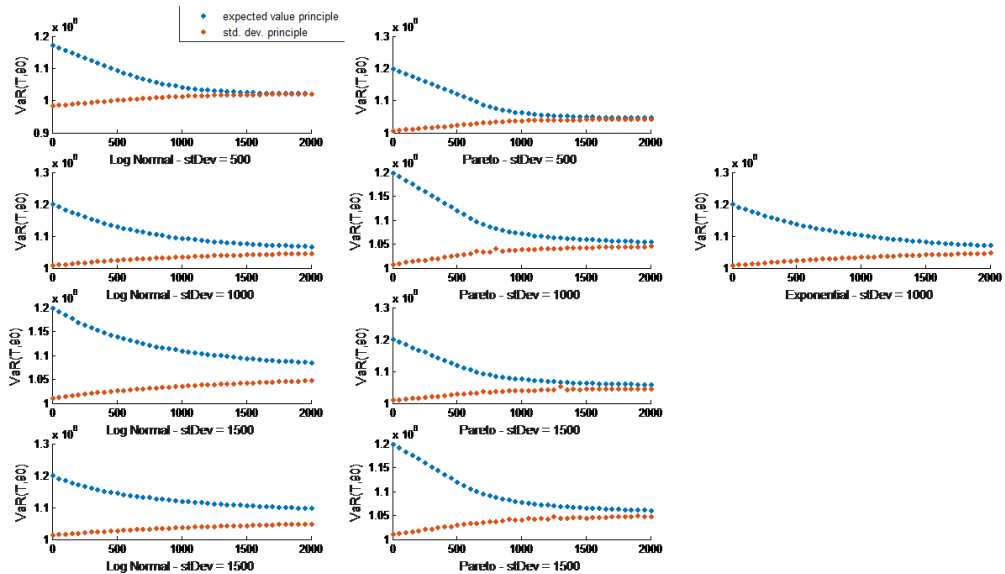 expected value principle
std. dev. principle
x 10^8
1.2
1.1
1
0.9
VaR(T,90)
0 500 1000 1500 2000
Log Normal - stDev = 500
x 10^8
1.3
1.2
1.1
1
VaR(T,90)
0 500 1000 1500 2000
Pareto - stDev = 500
x 10^8
1.3
1.2
1.1
1
VaR(T,90)
0 500 1000 1500 2000
Log Normal - stDev = 1000
x 10^8
1.2
1.15
1.1
1.05
1
VaR(T,90)
0 500 1000 1500 2000
Pareto - stDev = 1000
x 10^8
1.3
1.2
1.1
1
VaR(T,90)
0 500 1000 1500 2000
Exponential - stDev = 1000
x 10^8
1.2
1.15
1.1
1.05
1
VaR(T,90)
0 500 1000 1500 2000
Log Normal - stDev = 1500
x 10^8
1.3
1.2
1.1
1
VaR(T,90)
0 500 1000 1500 2000
Pareto - stDev = 1500
x 10^8
1.3
1.2
1.1
1
VaR(T,90)
0 500 1000 1500 2000
Log Normal - stDev = 1500
x 10^8
1.2
1.15
1.1
1.05
1
VaR(T,90)
0 500 1000 1500 2000
Pareto - stDev = 1500